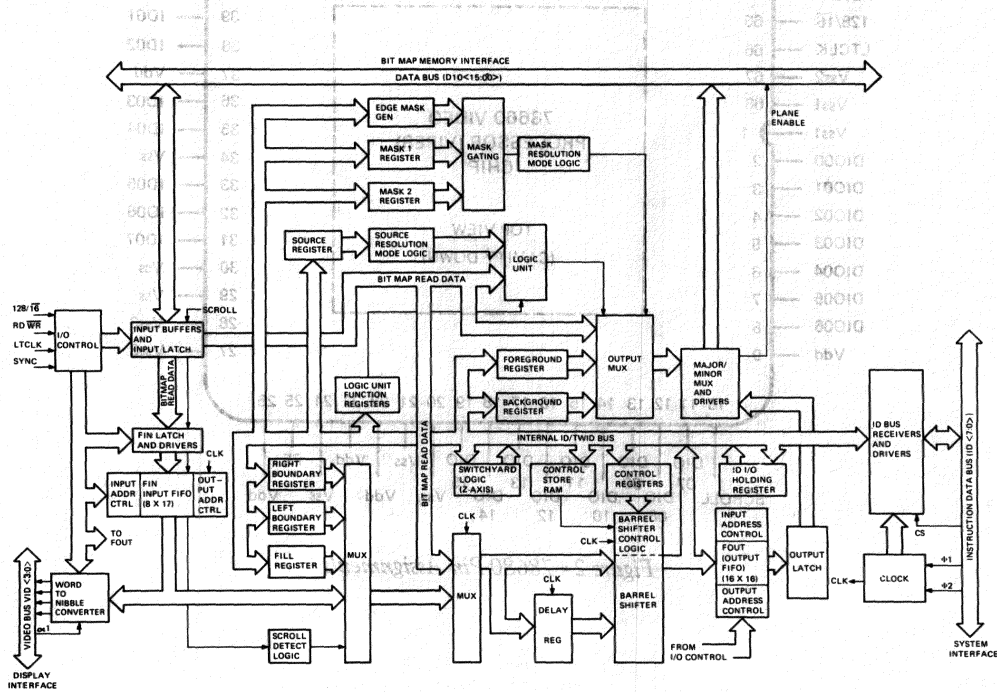 BIT MAP MEMORY INTERFACE
DATA BUS (D10<15:00>)
PLANE ENABLE
EDGE MASK GEN
MASK 1 REGISTER
MASK 2 REGISTER
MASK GATING
MASK RESOLUTION MODE LOGIC
SOURCE REGISTER
SOURCE RESOLUTION MODE LOGIC
LOGIC UNIT
BIT MAP READ DATA
128/16
RD WR
LTCLK
SYNC
I/O CONTROL
SCROLL
INPUT BUFFERS AND INPUT LATCH
BITMAP READ DATA
LOGIC UNIT FUNCTION REGISTERS
FOREGROUND REGISTER
BACKGROUND REGISTER
OUTPUT MUX
MAJOR/MINOR MUX AND DRIVERS
ID BUS RECEIVERS AND DRIVERS
INSTRUCTION DATA BUS (ID <7:0>)
FIN LATCH AND DRIVERS
CLK
INPUT ADDR CTRL
FIN INPUT FIFO (8 X 17)
OUT-PUT ADDR CTRL
INTERNAL ID/TWID BUS
RIGHT BOUNDARY REGISTER
LEFT BOUNDARY REGISTER
FILL REGISTER
MUX
BIT MAP READ DATA
SWITCHYARD LOGIC (Z-AXIS)
CONTROL STORE RAM
CONTROL REGISTERS
ID I/O HOLDING REGISTER
CLK
MUX
CLK
BARREL SHIFTER CONTROL LOGIC
BARREL SHIFTER
INPUT ADDRESS CONTROL
FOUT (OUTPUT FIFO) (16 X 16)
OUTPUT ADDRESS CONTROL
OUTPUT LATCH
CS
CLK
CLOCK
÷1
÷2
TO FOUT
WORD TO NIBBLE CONVERTER
VIDEO BUS VID <3:0>
SCROLL DETECT LOGIC
CLK
DELAY REG
FROM I/O CONTROL
DISPLAY INTERFACE
SYSTEM INTERFACE